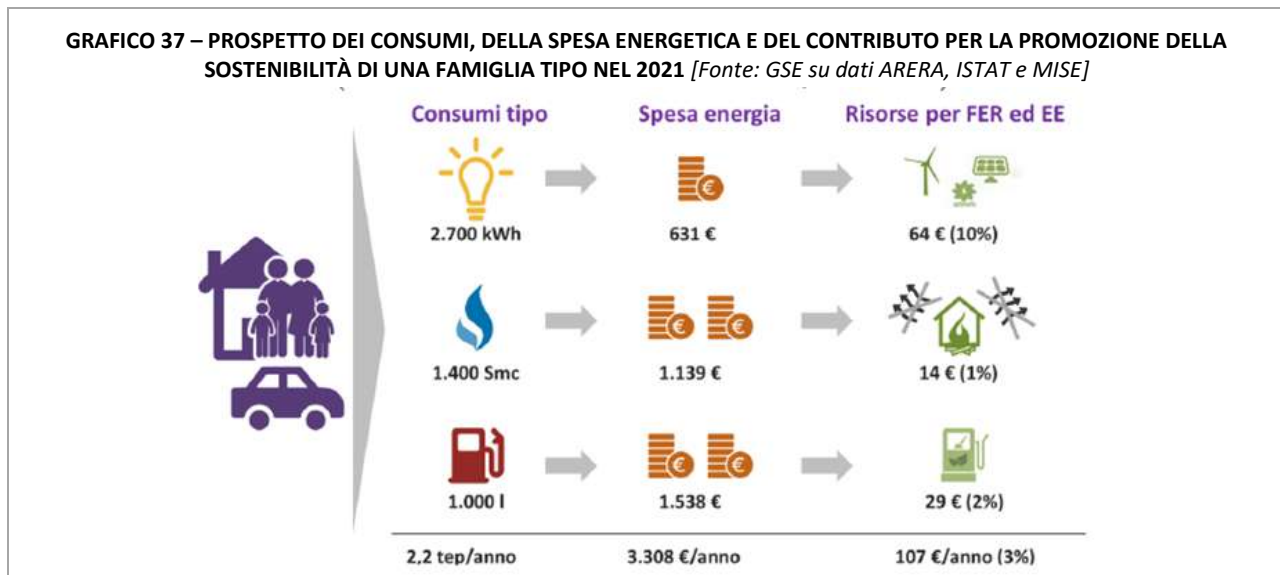 GRAFICO 37 – PROSPETTO DEI CONSUMI, DELLA SPESA ENERGETICA E DEL CONTRIBUTO PER LA PROMOZIONE DELLA
SOSTENIBILITÀ DI UNA FAMIGLIA TIPO NEL 2021 [Fonte: GSE su dati ARERA, ISTAT e MISE]
Consumi tipo Spesa energia Risorse per FER ed EE
2.700 kWh 631 € 64 € (10%)
1.400 Smc 1.139 € 14 € (1%)
1.000 l 1.538 € 29 € (2%)
2,2 tep/anno 3.308 €/anno 107 €/anno (3%)